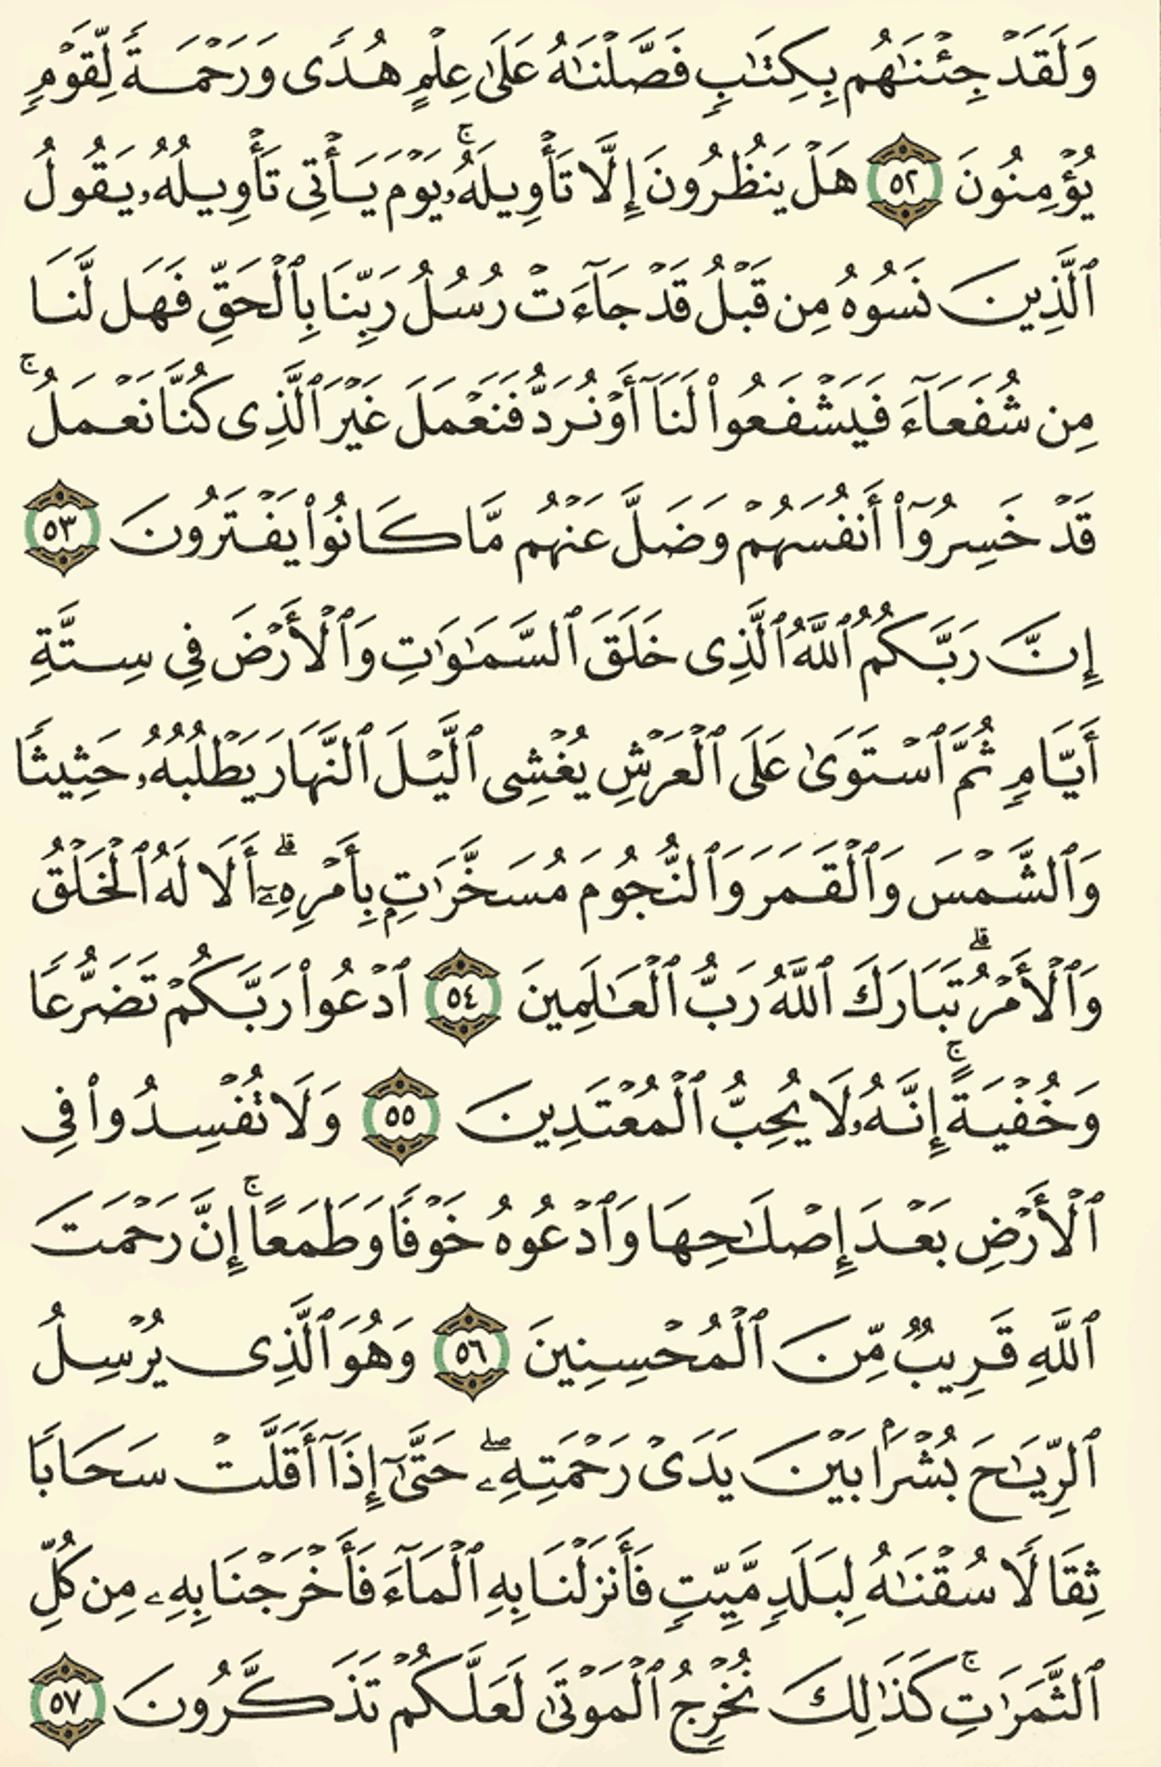 وَلَقَدۡ جِئۡنَٰهُم بِكِتَٰبٖ فَصَّلۡنَٰهُ عَلَىٰ عِلۡمٍ هُدٗى وَرَحۡمَةٗ لِّقَوۡمٖ
يُؤۡمِنُونَ ٥٢ هَلۡ يَنظُرُونَ إِلَّا تَأۡوِيلَهُۥۚ يَوۡمَ يَأۡتِي تَأۡوِيلُهُۥ يَقُولُ
ٱلَّذِينَ نَسُوهُ مِن قَبۡلُ قَدۡ جَآءَتۡ رُسُلُ رَبِّنَا بِٱلۡحَقِّ فَهَل لَّنَا
مِن شُفَعَآءَ فَيَشۡفَعُواْ لَنَآ أَوۡ نُرَدُّ فَنَعۡمَلَ غَيۡرَ ٱلَّذِي كُنَّا نَعۡمَلُۚ
قَدۡ خَسِرُوٓاْ أَنفُسَهُمۡ وَضَلَّ عَنۡهُم مَّا كَانُواْ يَفۡتَرُونَ ٥٣
إِنَّ رَبَّكُمُ ٱللَّهُ ٱلَّذِي خَلَقَ ٱلسَّمَٰوَٰتِ وَٱلۡأَرۡضَ فِي سِتَّةِ
أَيَّامٖ ثُمَّ ٱسۡتَوَىٰ عَلَى ٱلۡعَرۡشِۖ يُغۡشِي ٱلَّيۡلَ ٱلنَّهَارَ يَطۡلُبُهُۥ حَثِيثٗا
وَٱلشَّمۡسَ وَٱلۡقَمَرَ وَٱلنُّجُومَ مُسَخَّرَٰتِۭ بِأَمۡرِهِۦٓۗ أَلَا لَهُ ٱلۡخَلۡقُ
وَٱلۡأَمۡرُۗ تَبَارَكَ ٱللَّهُ رَبُّ ٱلۡعَٰلَمِينَ ٥٤ ٱدۡعُواْ رَبَّكُمۡ تَضَرُّعٗا
وَخُفۡيَةًۚ إِنَّهُۥ لَا يُحِبُّ ٱلۡمُعۡتَدِينَ ٥٥ وَلَا تُفۡسِدُواْ فِي
ٱلۡأَرۡضِ بَعۡدَ إِصۡلَٰحِهَا وَٱدۡعُوهُ خَوۡفٗا وَطَمَعًاۚ إِنَّ رَحۡمَتَ
ٱللَّهِ قَرِيبٞ مِّنَ ٱلۡمُحۡسِنِينَ ٥٦ وَهُوَ ٱلَّذِي يُرۡسِلُ
ٱلرِّيَٰحَ بُشۡرَۢا بَيۡنَ يَدَيۡ رَحۡمَتِهِۦۖ حَتَّىٰٓ إِذَآ أَقَلَّتۡ سَحَابٗا
ثِقَالٗا سُقۡنَٰهُ لِبَلَدٖ مَّيِّتٖ فَأَنزَلۡنَا بِهِ ٱلۡمَآءَ فَأَخۡرَجۡنَا بِهِۦ مِن كُلِّ
ٱلثَّمَرَٰتِۚ كَذَٰلِكَ نُخۡرِجُ ٱلۡمَوۡتَىٰ لَعَلَّكُمۡ تَذَكَّرُونَ ٥٧